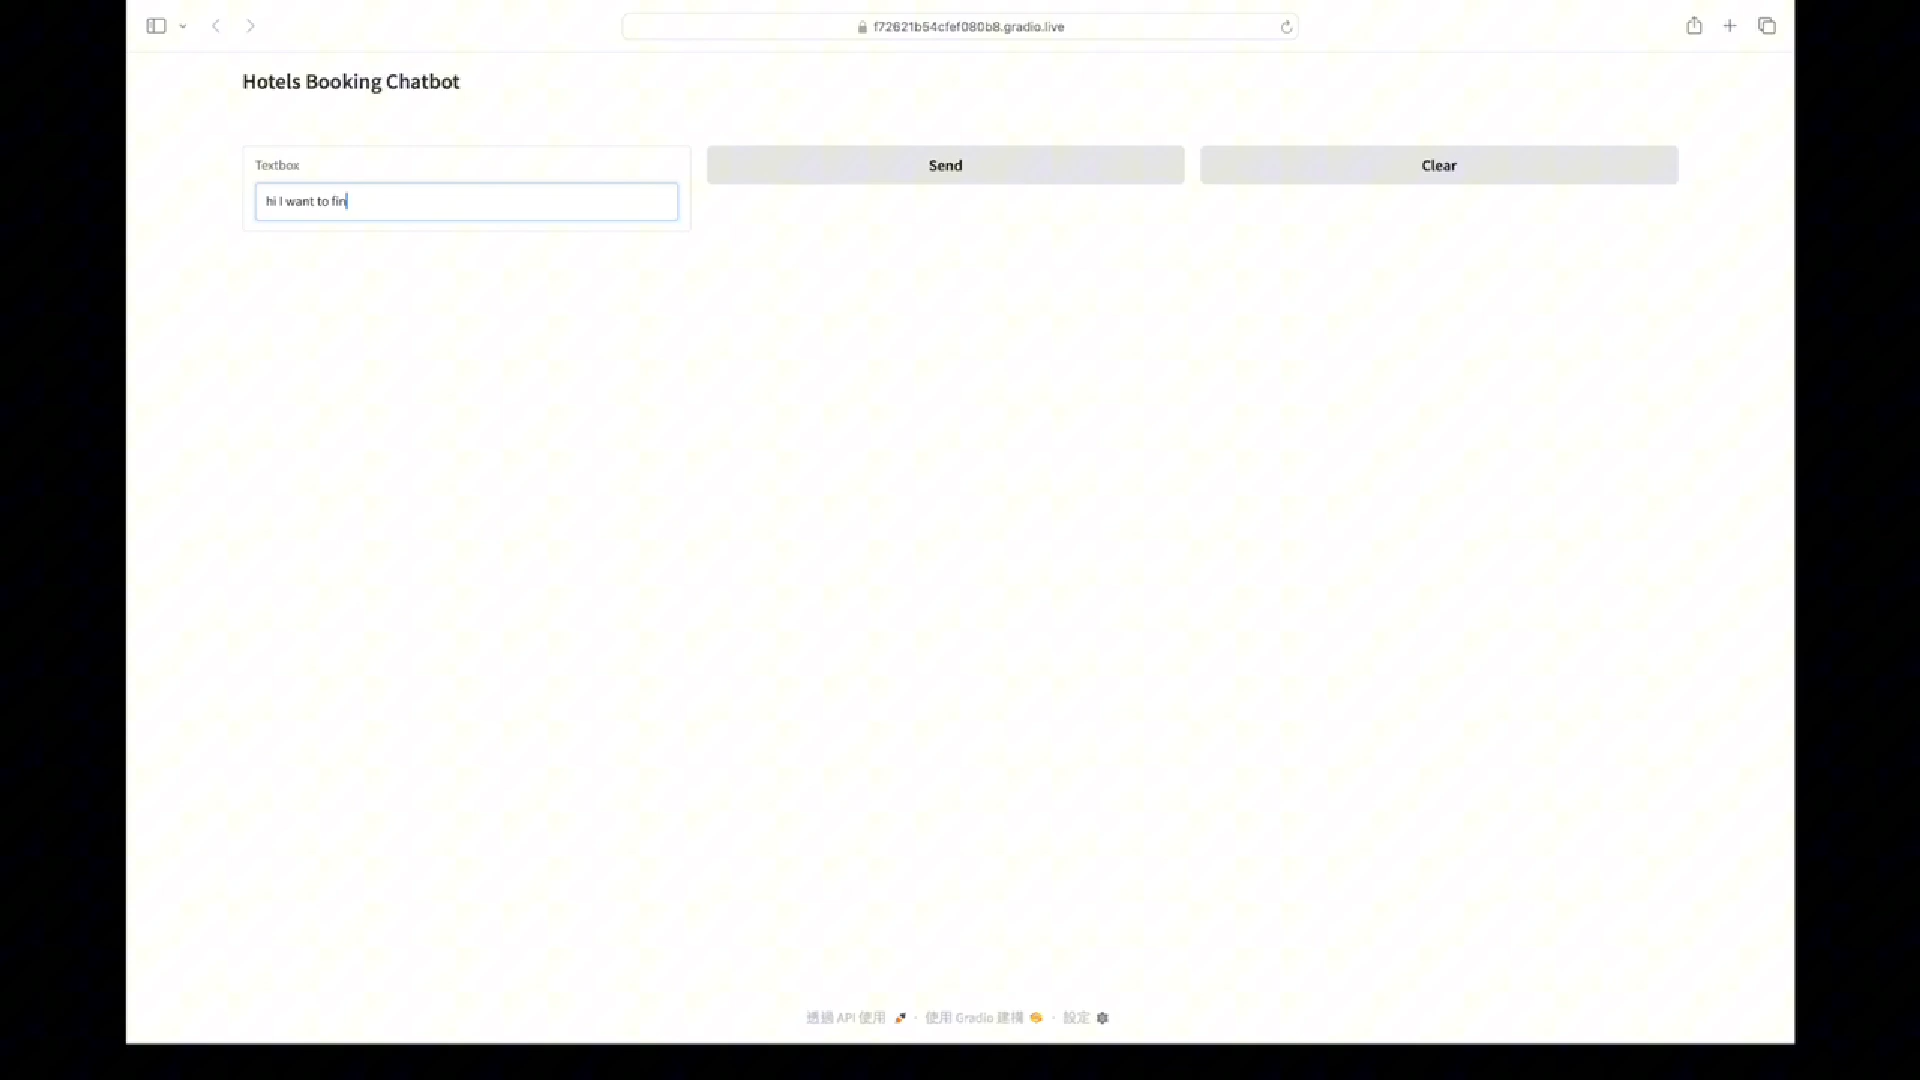 f72621b54cfef080b8.gradio.live
Hotels Booking Chatbot
Textbox
Send
Clear
hi I want to fin
透過 API 使用 · 使用 Gradio 建構 · 設定